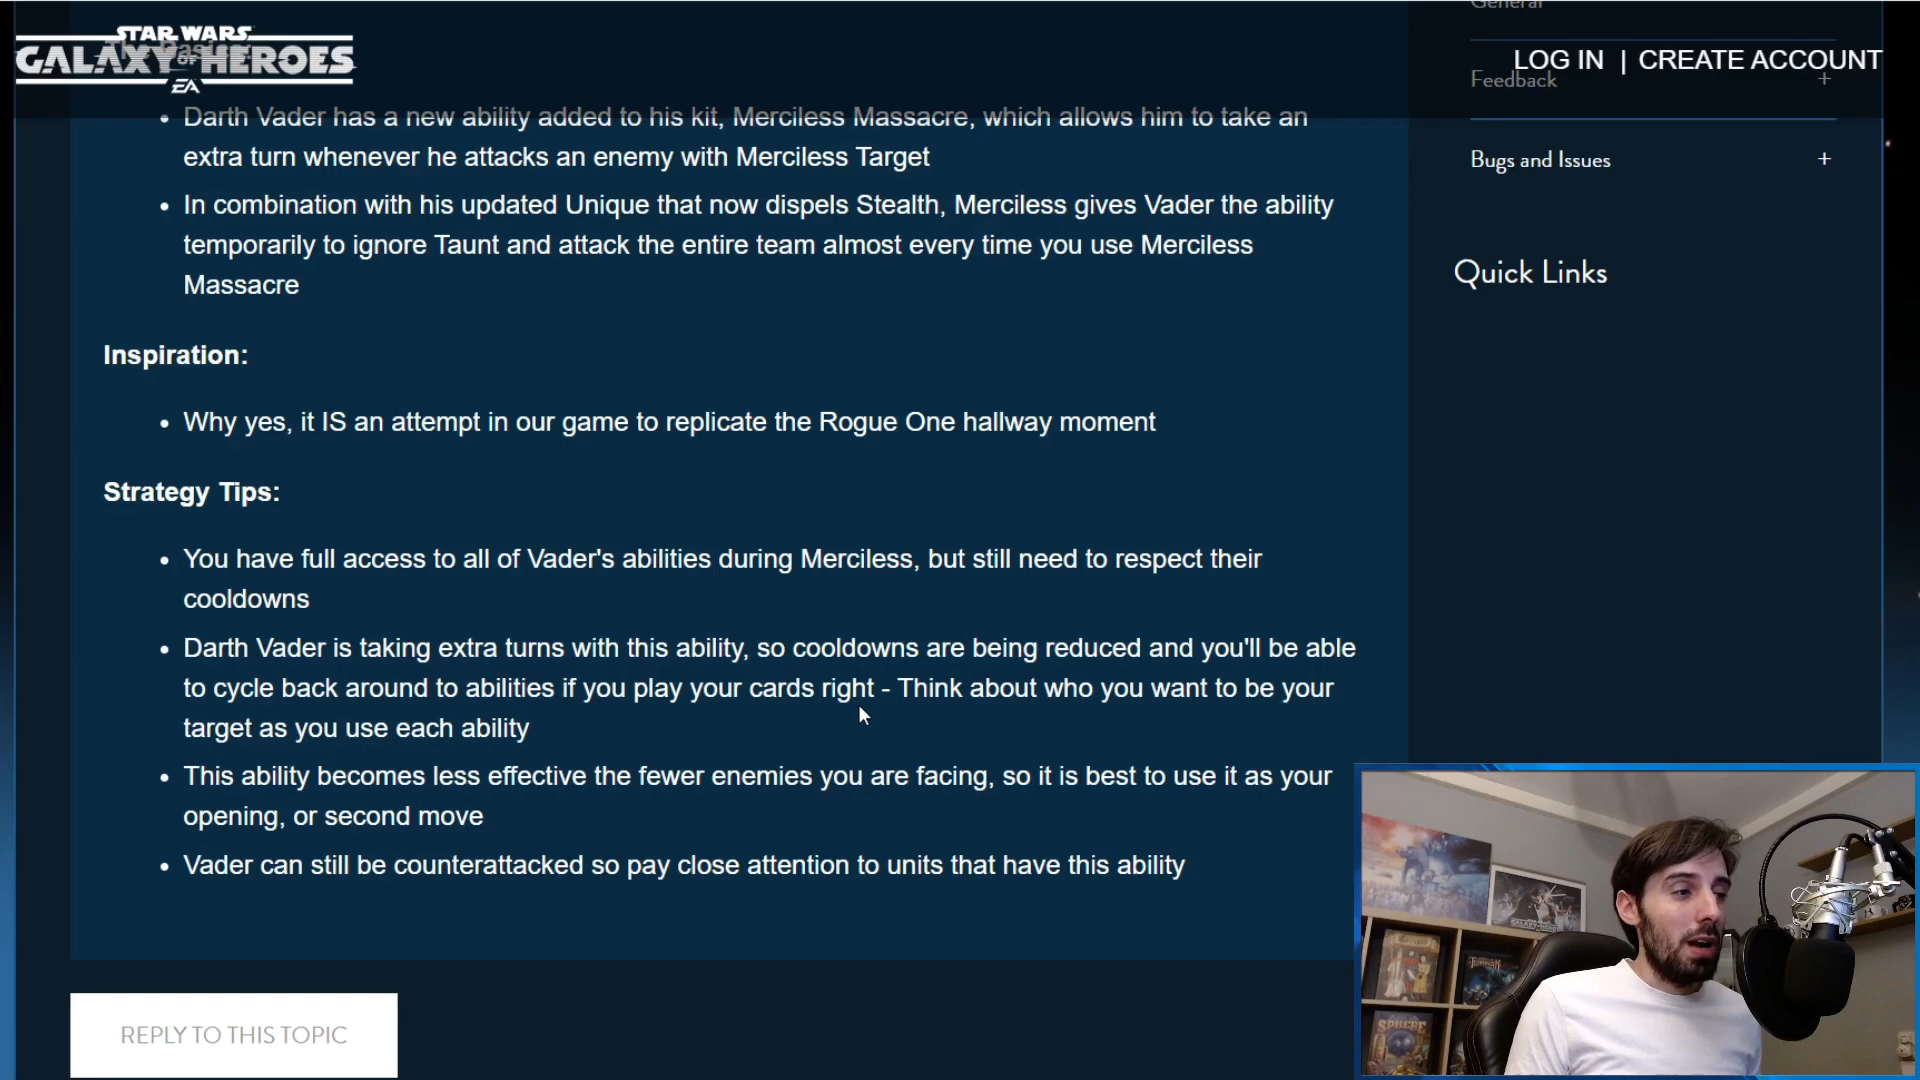 General
STAR WARS
GALAXY OF HEROES
EA
LOG IN | CREATE ACCOUNT
Feedback +
• Darth Vader has a new ability added to his kit, Merciless Massacre, which allows him to take an
extra turn whenever he attacks an enemy with Merciless Target
Bugs and Issues +
• In combination with his updated Unique that now dispels Stealth, Merciless gives Vader the ability
temporarily to ignore Taunt and attack the entire team almost every time you use Merciless
Massacre
Quick Links
Inspiration:
• Why yes, it IS an attempt in our game to replicate the Rogue One hallway moment
Strategy Tips:
• You have full access to all of Vader's abilities during Merciless, but still need to respect their
cooldowns
• Darth Vader is taking extra turns with this ability, so cooldowns are being reduced and you'll be able
to cycle back around to abilities if you play your cards right - Think about who you want to be your
target as you use each ability
• This ability becomes less effective the fewer enemies you are facing, so it is best to use it as your
opening, or second move
• Vader can still be counterattacked so pay close attention to units that have this ability
REPLY TO THIS TOPIC